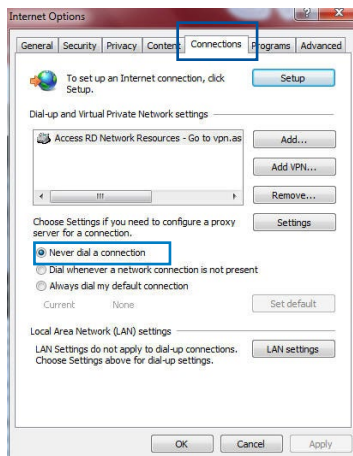 Internet Options
General Security Privacy Content Connections Programs Advanced
To set up an Internet connection, click
Setup.
Setup
Dial-up and Virtual Private Network settings
Access RD Network Resources - Go to vpn.as
Add...
Add VPN...
Remove...
Choose Settings if you need to configure a proxy
server for a connection.
Settings
Never dial a connection
Dial whenever a network connection is not present
Always dial my default connection
Current None
Set default
Local Area Network (LAN) settings
LAN Settings do not apply to dial-up connections.
Choose Settings above for dial-up settings.
LAN settings
OK Cancel Apply